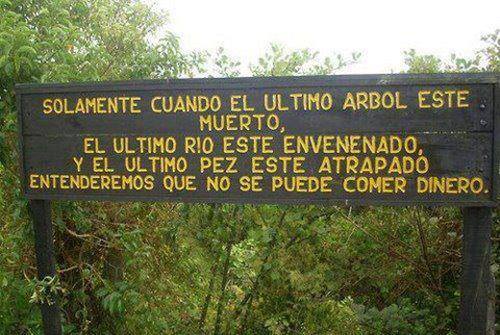 SOLAMENTE CUANDO EL ULTIMO ARBOL ESTE
MUERTO,
EL ULTIMO RIO ESTE ENVENENADO,
Y EL ULTIMO PEZ ESTE ATRAPADO
ENTENDEREMOS QUE NO SE PUEDE COMER DINERO.